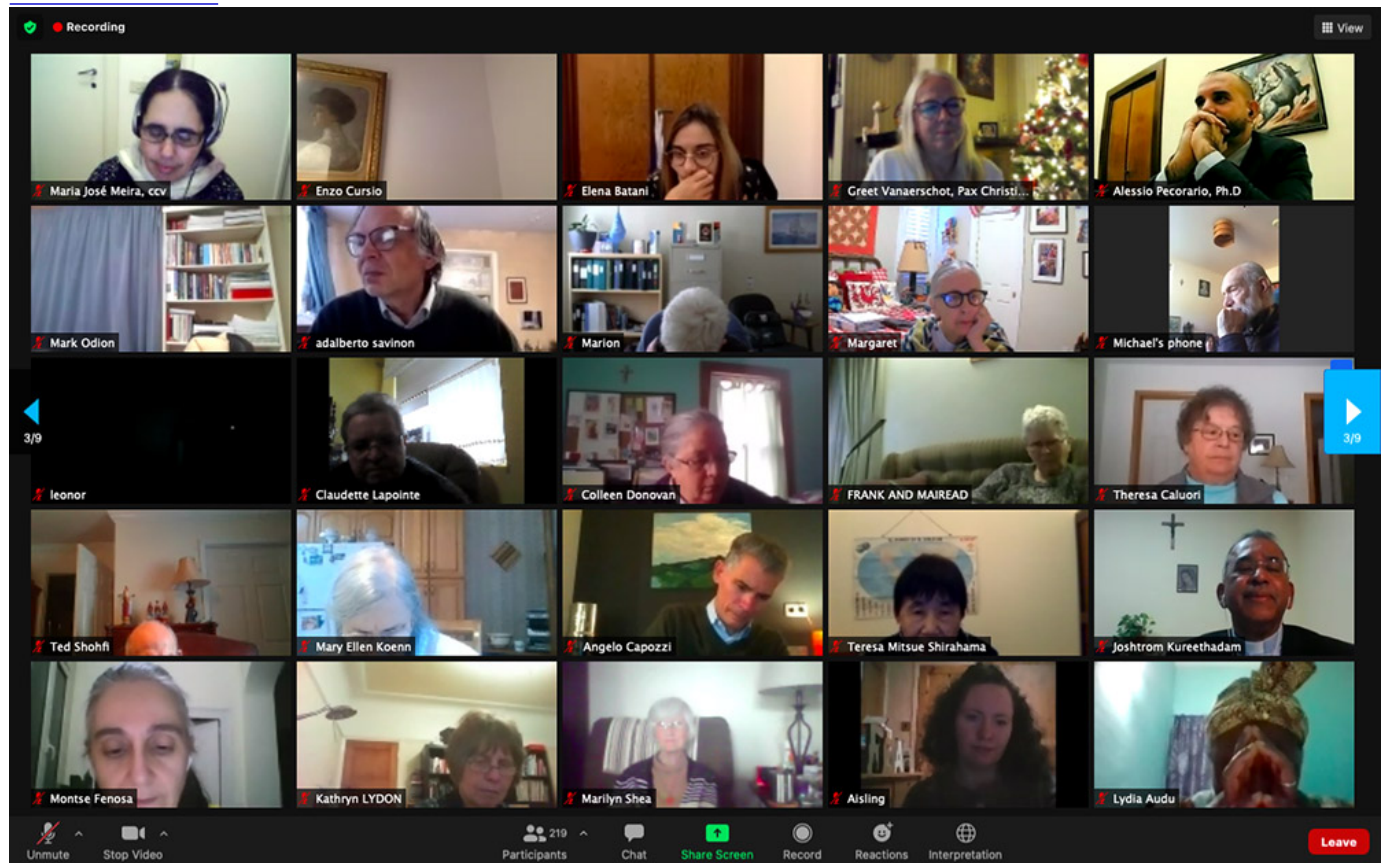 Recording
View
Maria José Meira, ccv
Enzo Cursio
Elena Batani
Greet Vanaerschot, Pax Christi...
Alessio Pecorario, Ph.D
Mark Odion
adalberto savinon
Marion
Margaret
Michael's phone
3/9
3/9
leonor
Claudette Lapointe
Colleen Donovan
FRANK AND MAIREAD
Theresa Caluori
Ted Shohfi
Mary Ellen Koenn
Angelo Capozzi
Teresa Mitsue Shirahama
Joshtrom Kureethadam
Montse Fenosa
Kathryn LYDON
Marilyn Shea
Aisling
Lydia Audu
219
Unmute
Stop Video
Participants
Chat
Share Screen
Record
Reactions
Interpretation
Leave